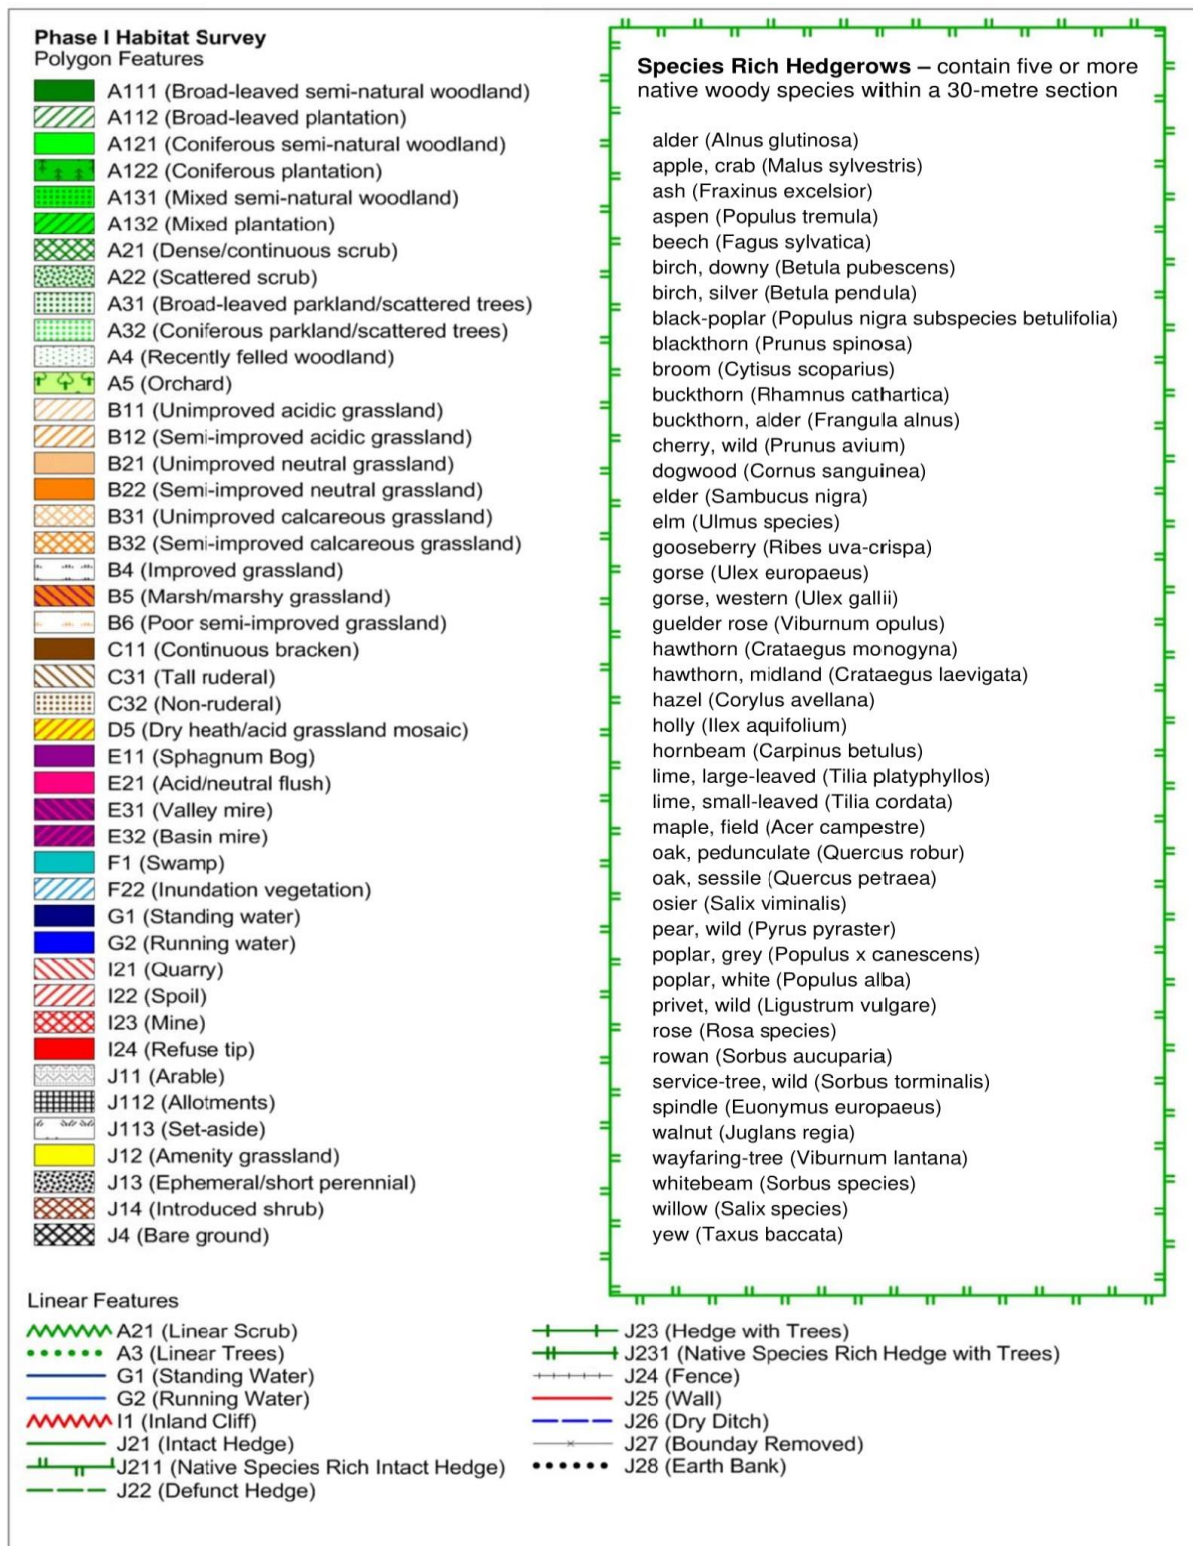 Phase I Habitat Survey
Polygon Features
A111 (Broad-leaved semi-natural woodland)
A112 (Broad-leaved plantation)
A121 (Coniferous semi-natural woodland)
A122 (Coniferous plantation)
A131 (Mixed semi-natural woodland)
A132 (Mixed plantation)
A21 (Dense/continuous scrub)
A22 (Scattered scrub)
A31 (Broad-leaved parkland/scattered trees)
A32 (Coniferous parkland/scattered trees)
A4 (Recently felled woodland)
A5 (Orchard)
B11 (Unimproved acidic grassland)
B12 (Semi-improved acidic grassland)
B21 (Unimproved neutral grassland)
B22 (Semi-improved neutral grassland)
B31 (Unimproved calcareous grassland)
B32 (Semi-improved calcareous grassland)
B4 (Improved grassland)
B5 (Marsh/marshy grassland)
B6 (Poor semi-improved grassland)
C11 (Continuous bracken)
C31 (Tall ruderal)
C32 (Non-ruderal)
D5 (Dry heath/acid grassland mosaic)
E11 (Sphagnum Bog)
E21 (Acid/neutral flush)
E31 (Valley mire)
E32 (Basin mire)
F1 (Swamp)
F22 (Inundation vegetation)
G1 (Standing water)
G2 (Running water)
I21 (Quarry)
I22 (Spoil)
I23 (Mine)
I24 (Refuse tip)
J11 (Arable)
J112 (Allotments)
J113 (Set-aside)
J12 (Amenity grassland)
J13 (Ephemeral/short perennial)
J14 (Introduced shrub)
J4 (Bare ground)
Species Rich Hedgerows – contain five or more
native woody species within a 30-metre section
alder (Alnus glutinosa)
apple, crab (Malus sylvestris)
ash (Fraxinus excelsior)
aspen (Populus tremula)
beech (Fagus sylvatica)
birch, downy (Betula pubescens)
birch, silver (Betula pendula)
black-poplar (Populus nigra subspecies betulifolia)
blackthorn (Prunus spinosa)
broom (Cytisus scoparius)
buckthorn (Rhamnus cathartica)
buckthorn, alder (Frangula alnus)
cherry, wild (Prunus avium)
dogwood (Cornus sanguinea)
elder (Sambucus nigra)
elm (Ulmus species)
gooseberry (Ribes uva-crispa)
gorse (Ulex europaeus)
gorse, western (Ulex gallii)
guelder rose (Viburnum opulus)
hawthorn (Crataegus monogyna)
hawthorn, midland (Crataegus laevigata)
hazel (Corylus avellana)
holly (Ilex aquifolium)
hornbeam (Carpinus betulus)
lime, large-leaved (Tilia platyphyllos)
lime, small-leaved (Tilia cordata)
maple, field (Acer campestre)
oak, pedunculate (Quercus robur)
oak, sessile (Quercus petraea)
osier (Salix viminalis)
pear, wild (Pyrus pyraster)
poplar, grey (Populus x canescens)
poplar, white (Populus alba)
privet, wild (Ligustrum vulgare)
rose (Rosa species)
rowan (Sorbus aucuparia)
service-tree, wild (Sorbus torminalis)
spindle (Euonymus europaeus)
walnut (Juglans regia)
wayfaring-tree (Viburnum lantana)
whitebeam (Sorbus species)
willow (Salix species)
yew (Taxus baccata)
Linear Features
A21 (Linear Scrub)
A3 (Linear Trees)
G1 (Standing Water)
G2 (Running Water)
I1 (Inland Cliff)
J21 (Intact Hedge)
J211 (Native Species Rich Intact Hedge)
J22 (Defunct Hedge)
J23 (Hedge with Trees)
J231 (Native Species Rich Hedge with Trees)
J24 (Fence)
J25 (Wall)
J26 (Dry Ditch)
J27 (Bounday Removed)
J28 (Earth Bank)